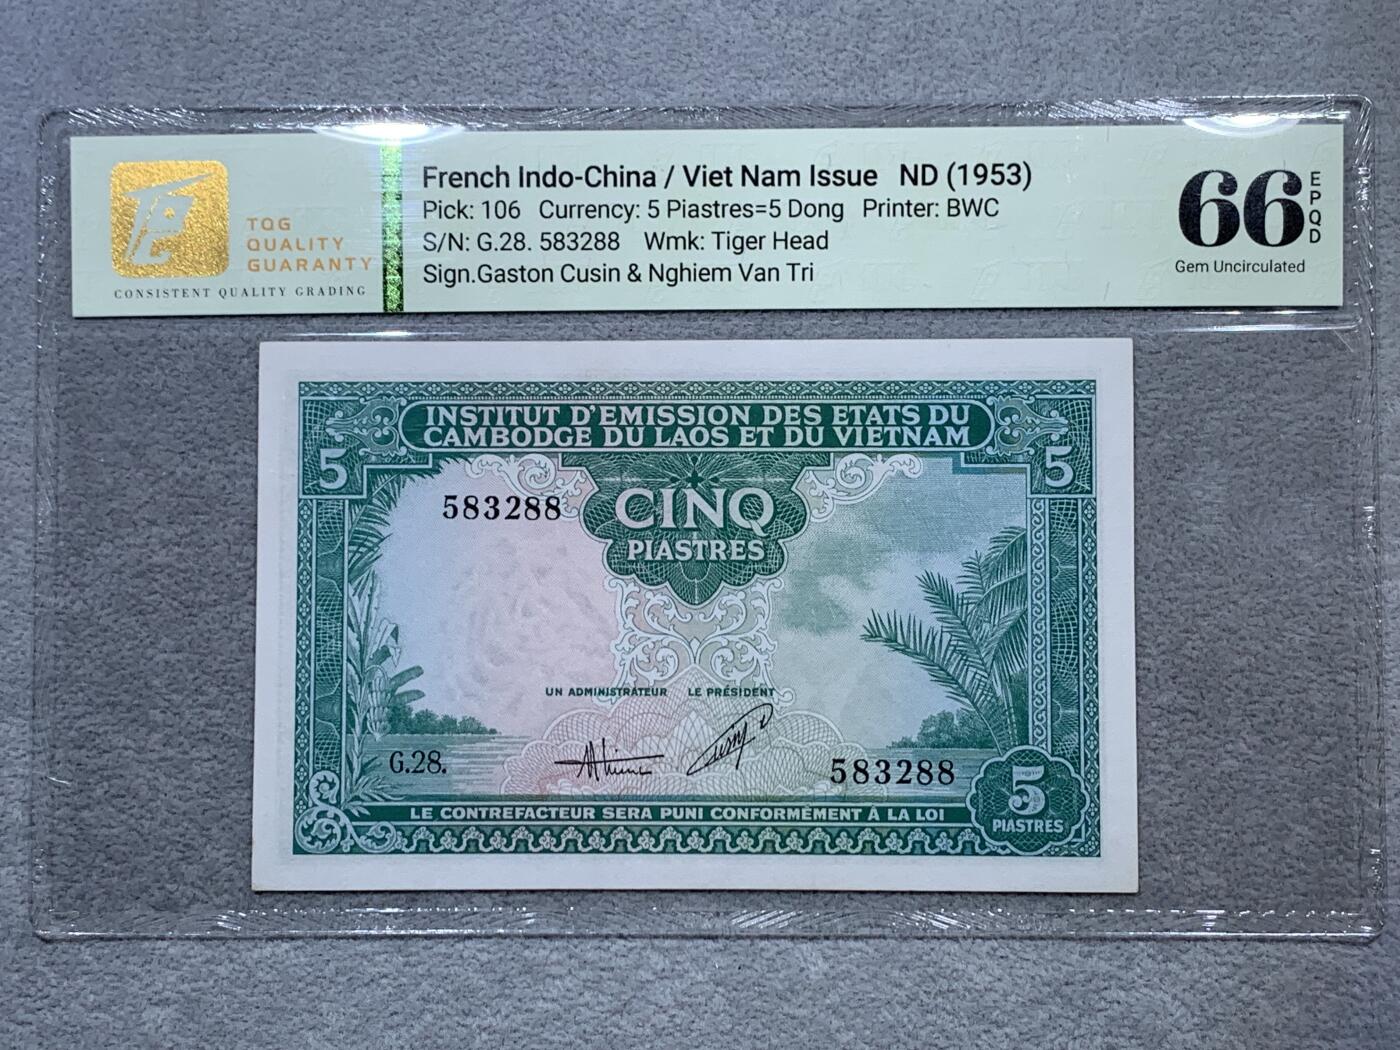 TQG
QUALITY
GUARANTY
CONSISTENT QUALITY GRADING
French Indo-China / Viet Nam Issue ND (1953)
Pick: 106 Currency: 5 Piastres=5 Dong Printer: BWC
S/N: G.28. 583288 Wmk: Tiger Head
Sign.Gaston Cusin & Nghiem Van Tri
66
EPQD
Gem Uncirculated
INSTITUT D'EMISSION DES ETATS DU
CAMBODGE DU LAOS ET DU VIETNAM
5
5
583288
CINQ
PIASTRES
UN ADMINISTRATEUR LE PRÉSIDENT
G.28.
583288
5
PIASTRES
LE CONTREFACTEUR SERA PUNI CONFORMÉMENT À LA LOI